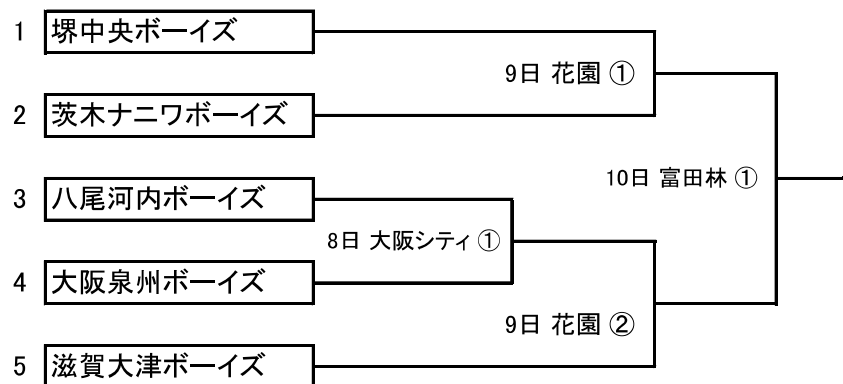 1 堺中央ボーイズ
9日 花園 ①
2 茨木ナニワボーイズ
10日 富田林 ①
3 八尾河内ボーイズ
8日 大阪シティ ①
4 大阪泉州ボーイズ
9日 花園 ②
5 滋賀大津ボーイズ